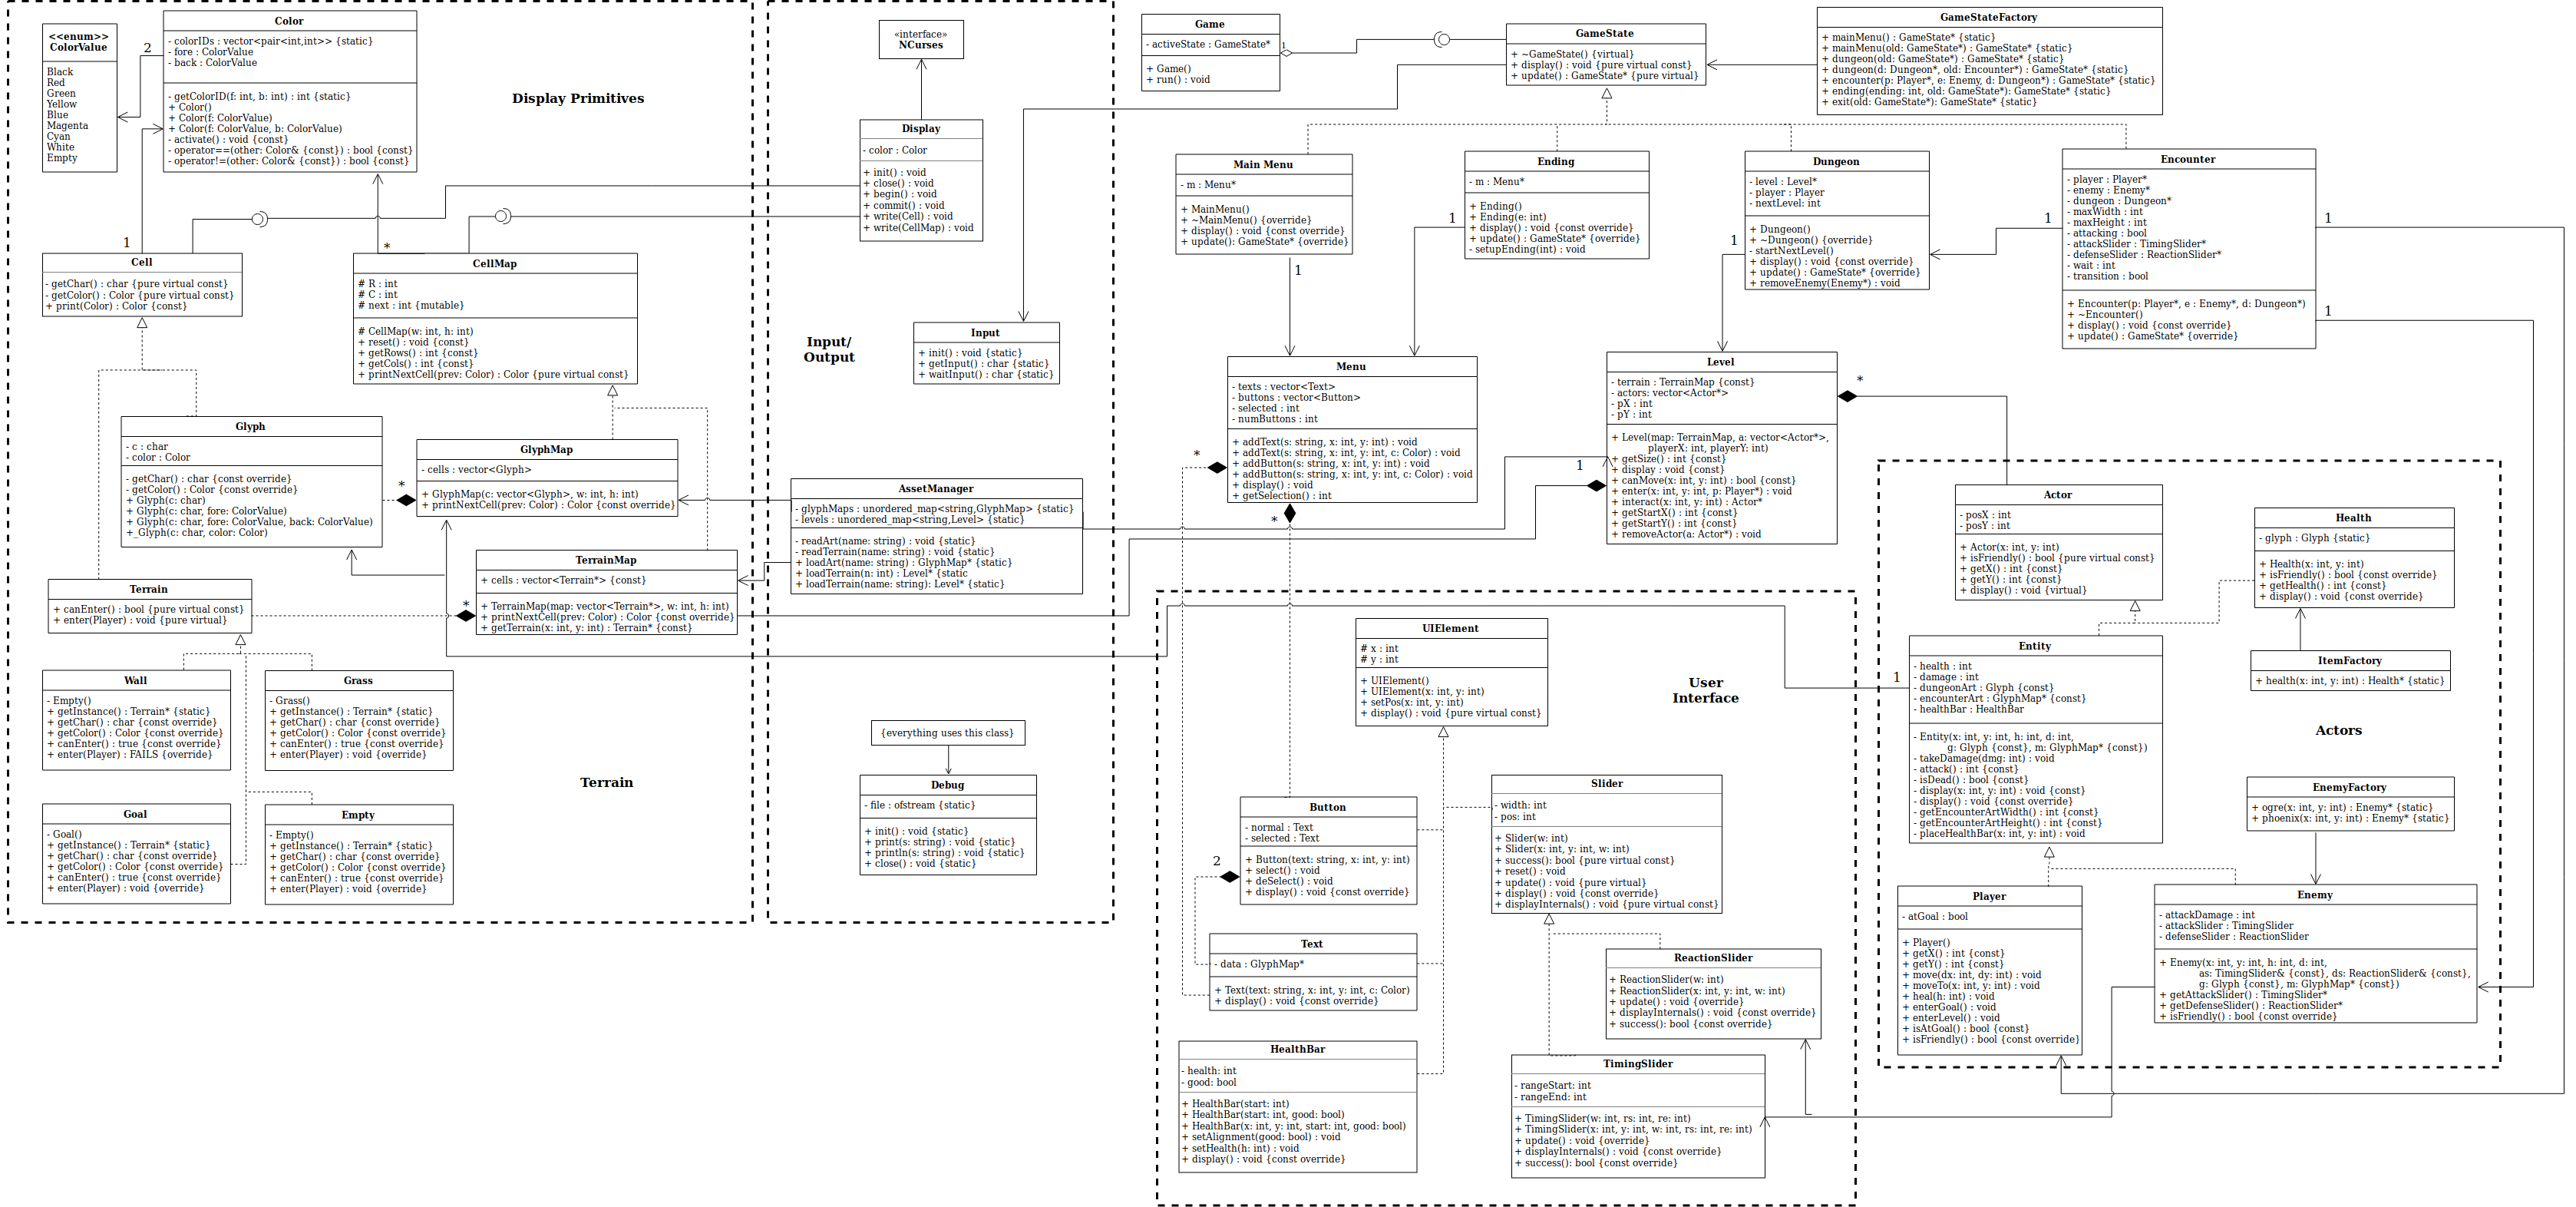 <<enum>>
ColorValue
Black
Red
Green
Yellow
Blue
Magenta
Cyan
White
Empty
2
Color
- colorIDs : vector<pair<int,int>> {static}
- fore : ColorValue
- back : ColorValue
- getColorID(f: int, b: int) : int {static}
+ Color()
+ Color(f: ColorValue)
+ Color(f: ColorValue, b: ColorValue)
- activate() : void {const}
- operator==(other: Color& {const}) : bool {const}
- operator!=(other: Color& {const}) : bool {const}
Display Primitives
1
*
Cell
- getChar() : char {pure virtual const}
- getColor() : Color {pure virtual const}
+ print(Color) : Color {const}
CellMap
# R : int
# C : int
# next : int {mutable}
# CellMap(w: int, h: int)
+ reset() : void {const}
+ getRows() : int {const}
+ getCols() : int {const}
+ printNextCell(prev: Color) : Color {pure virtual const}
Glyph
- c : char
- color : Color
- getChar() : char {const override}
- getColor() : Color {const override}
+ Glyph(c: char)
+ Glyph(c: char, fore: ColorValue)
+ Glyph(c: char, fore: ColorValue, back: ColorValue)
+_Glyph(c: char, color: Color)
*
GlyphMap
- cells : vector<Glyph>
+ GlyphMap(c: vector<Glyph>, w: int, h: int)
+ printNextCell(prev: Color) : Color {const override}
*
TerrainMap
+ cells : vector<Terrain*> {const}
+ TerrainMap(map: vector<Terrain*>, w: int, h: int)
+ printNextCell(prev: Color) : Color {const override}
+ getTerrain(x: int, y: int) : Terrain* {const}
Terrain
+ canEnter() : bool {pure virtual const}
+ enter(Player) : void {pure virtual}
Wall
- Empty()
+ getInstance() : Terrain* {static}
+ getChar() : char {const override}
+ getColor() : Color {const override}
+ canEnter() : true {const override}
+ enter(Player) : FAILS {override}
Grass
- Grass()
+ getInstance() : Terrain* {static}
+ getChar() : char {const override}
+ getColor() : Color {const override}
+ canEnter() : true {const override}
+ enter(Player) : void {override}
Terrain
Goal
- Goal()
+ getInstance() : Terrain* {static}
+ getChar() : char {const override}
+ getColor() : Color {const override}
+ canEnter() : true {const override}
+ enter(Player) : void {override}
Empty
- Empty()
+ getInstance() : Terrain* {static}
+ getChar() : char {const override}
+ getColor() : Color {const override}
+ canEnter() : true {const override}
+ enter(Player) : void {override}
«interface»
NCurses
Display
- color : Color
+ init() : void
+ close() : void
+ begin() : void
+ commit() : void
+ write(Cell) : void
+ write(CellMap) : void
Input/
Output
Input
+ init() : void {static}
+ getInput() : char {static}
+ waitInput() : char {static}
AssetManager
- glyphMaps : unordered_map<string,GlyphMap> {static}
- levels : unordered_map<string,Level> {static}
- readArt(name: string) : void {static}
- readTerrain(name: string) : void {static}
+ loadArt(name: string) : GlyphMap* {static}
+ loadTerrain(n: int) : Level* {static
+ loadTerrain(name: string): Level* {static}
{everything uses this class}
Debug
- file : ofstream {static}
+ init() : void {static}
+ print(s: string) : void {static}
+ println(s: string) : void {static}
+ close() : void {static}
Game
- activeState : GameState*
+ Game()
+ run() : void
1
GameState
+ ~GameState() {virtual}
+ display() : void {pure virtual const}
+ update() : GameState* {pure virtual}
GameStateFactory
+ mainMenu() : GameState* {static}
+ mainMenu(old: GameState*) : GameState* {static}
+ dungeon(old: GameState*) : GameState* {static}
+ dungeon(d: Dungeon*, old: Encounter*) : GameState* {static}
+ encounter(p: Player*, e: Enemy, d: Dungeon*) : GameState* {static}
+ ending(ending: int, old: GameState*): GameState* {static}
+ exit(old: GameState*): GameState* {static}
Main Menu
- m : Menu*
+ MainMenu()
+ ~MainMenu() {override}
+ display() : void {const override}
+ update(): GameState* {override}
1
Ending
- m : Menu*
+ Ending()
+ Ending(e: int)
+ display() : void {const override}
+ update() : GameState* {override}
- setupEnding(int) : void
1
Dungeon
- level : Level*
- player : Player
- nextLevel: int
+ Dungeon()
+ ~Dungeon() {override}
- startNextLevel()
+ display() : void {const override}
+ update() : GameState* {override}
+ removeEnemy(Enemy*) : void
1
1
Encounter
- player : Player*
- enemy : Enemy*
- dungeon : Dungeon*
- maxWidth : int
- maxHeight : int
- attacking : bool
- attackSlider : TimingSlider*
- defenseSlider : ReactionSlider*
- wait : int
- transition : bool
+ Encounter(p: Player*, e : Enemy*, d: Dungeon*)
+ ~Encounter()
+ display() : void {const override}
+ update() : GameState* {override}
1
1
Menu
- texts : vector<Text>
- buttons : vector<Button>
- selected : int
- numButtons : int
+ addText(s: string, x: int, y: int) : void
+ addText(s: string, x: int, y: int, c: Color) : void
+ addButton(s: string, x: int, y: int) : void
+ addButton(s: string, x: int, y: int, c: Color) : void
+ display() : void
+ getSelection() : int
*
*
Level
- terrain : TerrainMap {const}
- actors: vector<Actor*>
- pX : int
- pY : int
+ Level(map: TerrainMap, a: vector<Actor*>,
playerX: int, playerY: int)
+ getSize() : int {const}
+ display : void {const}
+ canMove(x: int, y: int) : bool {const}
+ enter(x: int, y: int, p: Player*) : void
+ interact(x: int, y: int) : Actor*
+ getStartX() : int {const}
+ getStartY() : int {const}
+ removeActor(a: Actor*) : void
1
*
UIElement
# x : int
# y : int
+ UIElement()
+ UIElement(x: int, y: int)
+ setPos(x: int, y: int)
+ display() : void {pure virtual const}
User
Interface
Button
- normal : Text
- selected : Text
+ Button(text: string, x: int, y: int)
+ select() : void
+ deSelect() : void
+ display() : void {const override}
2
Slider
- width: int
- pos: int
+ Slider(w: int)
+ Slider(x: int, y: int, w: int)
+ success(): bool {pure virtual const}
+ reset() : void
+ update() : void {pure virtual}
+ display() : void {const override}
+ displayInternals() : void {pure virtual const}
Text
- data : GlyphMap*
+ Text(text: string, x: int, y: int, c: Color)
+ display() : void {const override}
ReactionSlider
+ ReactionSlider(w: int)
+ ReactionSlider(x: int, y: int, w: int)
+ update() : void {override}
+ displayInternals() : void {const override}
+ success(): bool {const override}
HealthBar
- health: int
- good: bool
+ HealthBar(start: int)
+ HealthBar(start: int, good: bool)
+ HealthBar(x: int, y: int, start: int, good: bool)
+ setAlignment(good: bool) : void
+ setHealth(h: int) : void
+ display() : void {const override}
TimingSlider
- rangeStart: int
- rangeEnd: int
+ TimingSlider(w: int, rs: int, re: int)
+ TimingSlider(x: int, y: int, w: int, rs: int, re: int)
+ update() : void {override}
+ displayInternals() : void {const override}
+ success(): bool {const override}
Actor
- posX : int
- posY : int
+ Actor(x: int, y: int)
+ isFriendly() : bool {pure virtual const}
+ getX() : int {const}
+ getY() : int {const}
+ display() : void {virtual}
Health
- glyph : Glyph {static}
+ Health(x: int, y: int)
+ isFriendly() : bool {const override}
+ getHealth() : int {const}
+ display() : void {const override}
ItemFactory
+ health(x: int, y: int) : Health* {static}
1
Entity
- health : int
- damage : int
- dungeonArt : Glyph {const}
- encounterArt : GlyphMap* {const}
- healthBar : HealthBar
- Entity(x: int, y: int, h: int, d: int,
g: Glyph {const}, m: GlyphMap* {const})
- takeDamage(dmg: int) : void
- attack() : int {const}
- isDead() : bool {const}
- display(x: int, y: int) : void {const}
- display() : void {const override}
- getEncounterArtWidth() : int {const}
- getEncounterArtHeight() : int {const}
- placeHealthBar(x: int, y: int) : void
Actors
EnemyFactory
+ ogre(x: int, y: int) : Enemy* {static}
+ phoenix(x: int, y: int) : Enemy* {static}
Player
- atGoal : bool
+ Player()
+ getX() : int {const}
+ getY() : int {const}
+ move(dx: int, dy: int) : void
+ moveTo(x: int, y: int) : void
+ heal(h: int) : void
+ enterGoal() : void
+ enterLevel() : void
+ isAtGoal() : bool {const}
+ isFriendly() : bool {const override}
Enemy
- attackDamage : int
- attackSlider : TimingSlider
- defenseSlider : ReactionSlider
+ Enemy(x: int, y: int, h: int, d: int,
as: TimingSlider& {const}, ds: ReactionSlider& {const},
g: Glyph {const}, m: GlyphMap* {const})
+ getAttackSlider() : TimingSlider*
+ getDefenseSlider() : ReactionSlider*
+ isFriendly() : bool {const override}